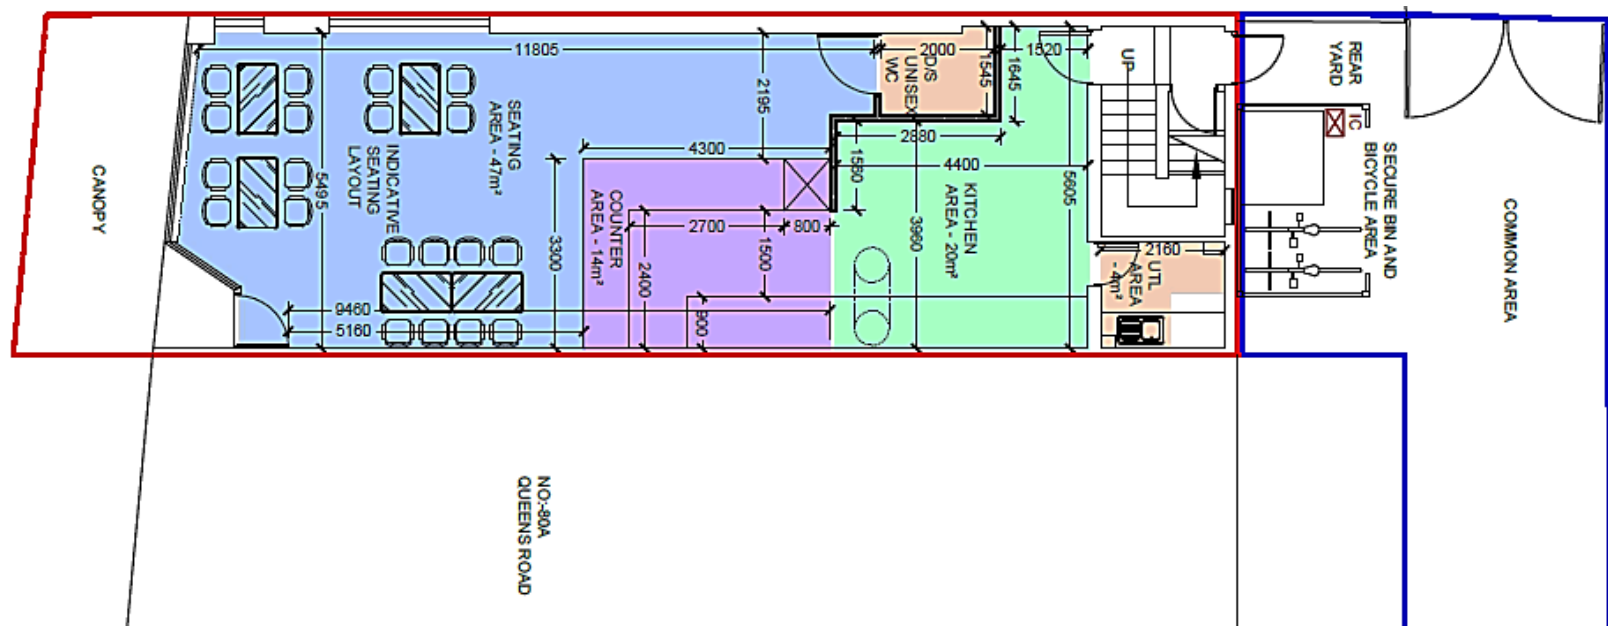 11805
2000
1520
UP
REAR
YARD
D/S
UNISEX
WC
1545
1645
2195
SEATING
AREA - 47m²
INDICATIVE
SEATING
LAYOUT
5495
2880
4300
4400
1560
5605
IC
SECURE BIN AND
BICYCLE AREA
CANOPY
COUNTER
AREA - 14m²
KITCHEN
AREA - 20m²
3960
COMMON AREA
2700
800
1500
3300
2400
2160
UTL
AREA
- 4m²
9460
5160
900
NO:-80A
QUEENS ROAD